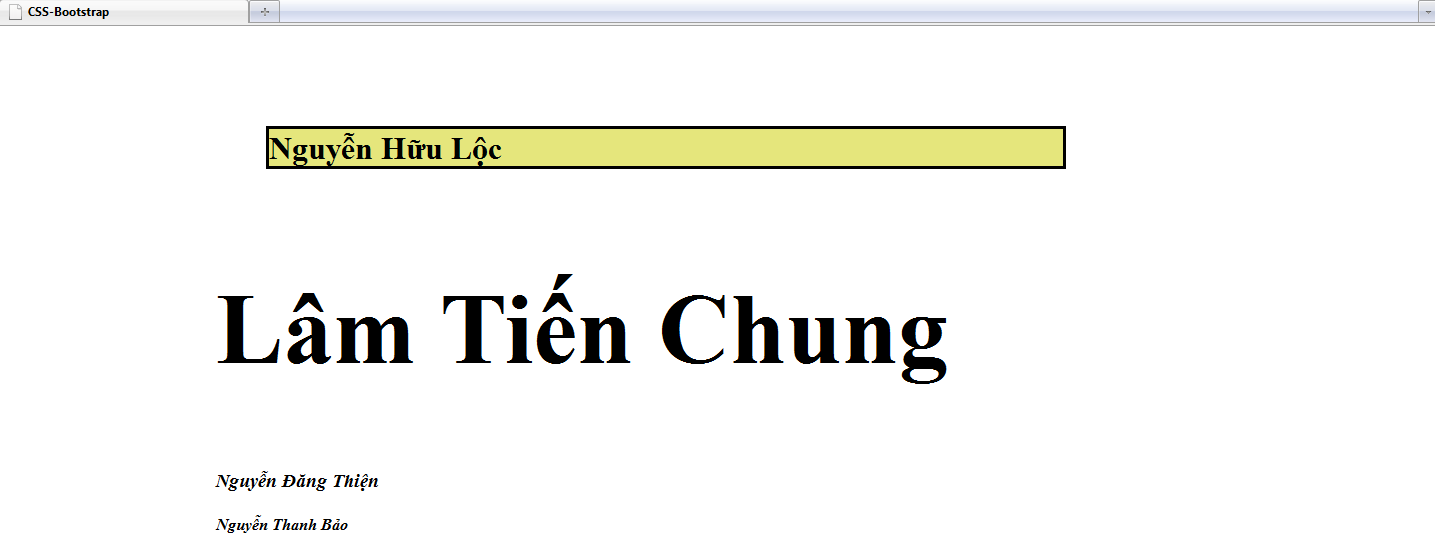 CSS-Bootstrap
Nguyễn Hữu Lộc
Lâm Tiến Chung
Nguyễn Đăng Thiện
Nguyễn Thanh Bảo